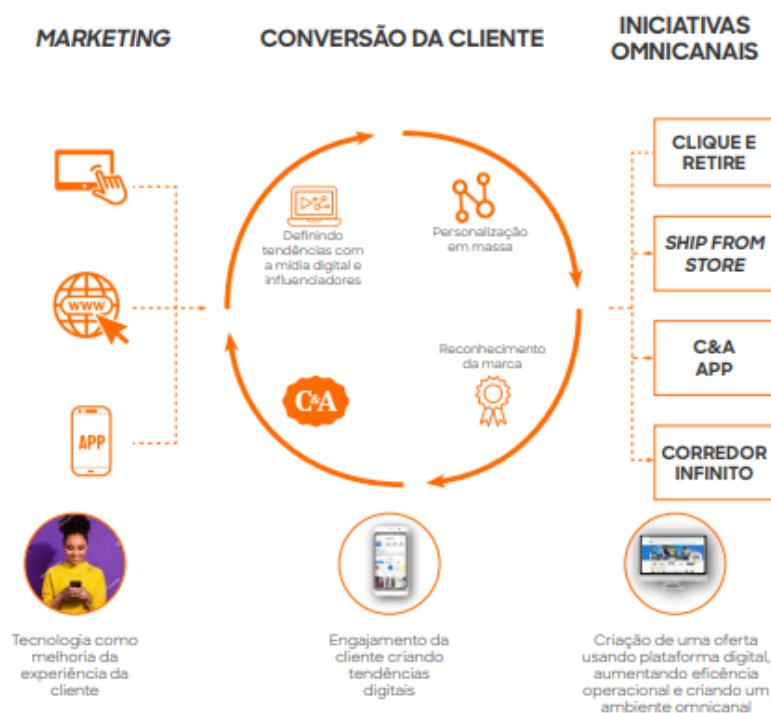 MARKETING
CONVERSÃO DA CLIENTE
INICIATIVAS
OMNICANAIS
WWW
APP
Definindo
tendências com
a mídia digital e
influenciadores
Personalização
em massa
Reconhecimento
da marca
C&A
CLIQUE E
RETIRE
SHIP FROM
STORE
C&A
APP
CORREDOR
INFINITO
Tecnologia como
melhoria da
experiência da
cliente
Engajamento da
cliente criando
tendências
digitais
Criação de uma oferta
usando plataforma digital,
aumentando eficência
operacional e criando um
ambiente omnicanal